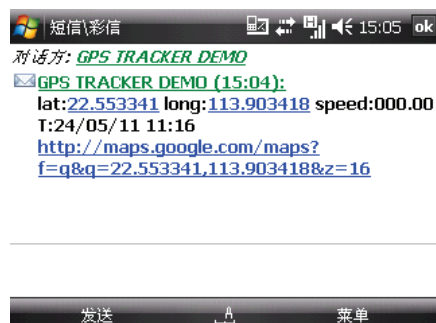 短信\彩信 15:05 ok
对话方: GPS TRACKER DEMO
GPS TRACKER DEMO (15:04):
lat:22.553341 long:113.903418 speed:000.00
T:24/05/11 11:16
http://maps.google.com/maps?
f=q&q=22.553341,113.903418&z=16
发送 A 菜单